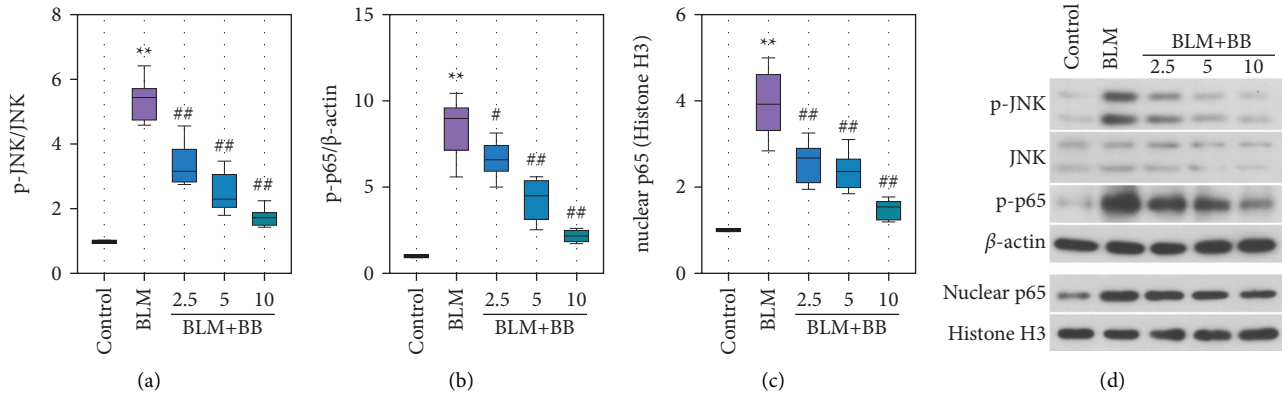 p-JNK/JNK
8
6
4
2
0
**
##
##
##
Control
BLM
2.5
5
10
BLM+BB
(a)
p-p65/β-actin
15
10
5
0
**
#
##
##
Control
BLM
2.5
5
10
BLM+BB
(b)
nuclear p65 (Histone H3)
6
4
2
0
**
##
##
##
Control
BLM
2.5
5
10
BLM+BB
(c)
Control
BLM
BLM+BB
2.5
5
10
p-JNK
JNK
p-p65
β-actin
Nuclear p65
Histone H3
(d)